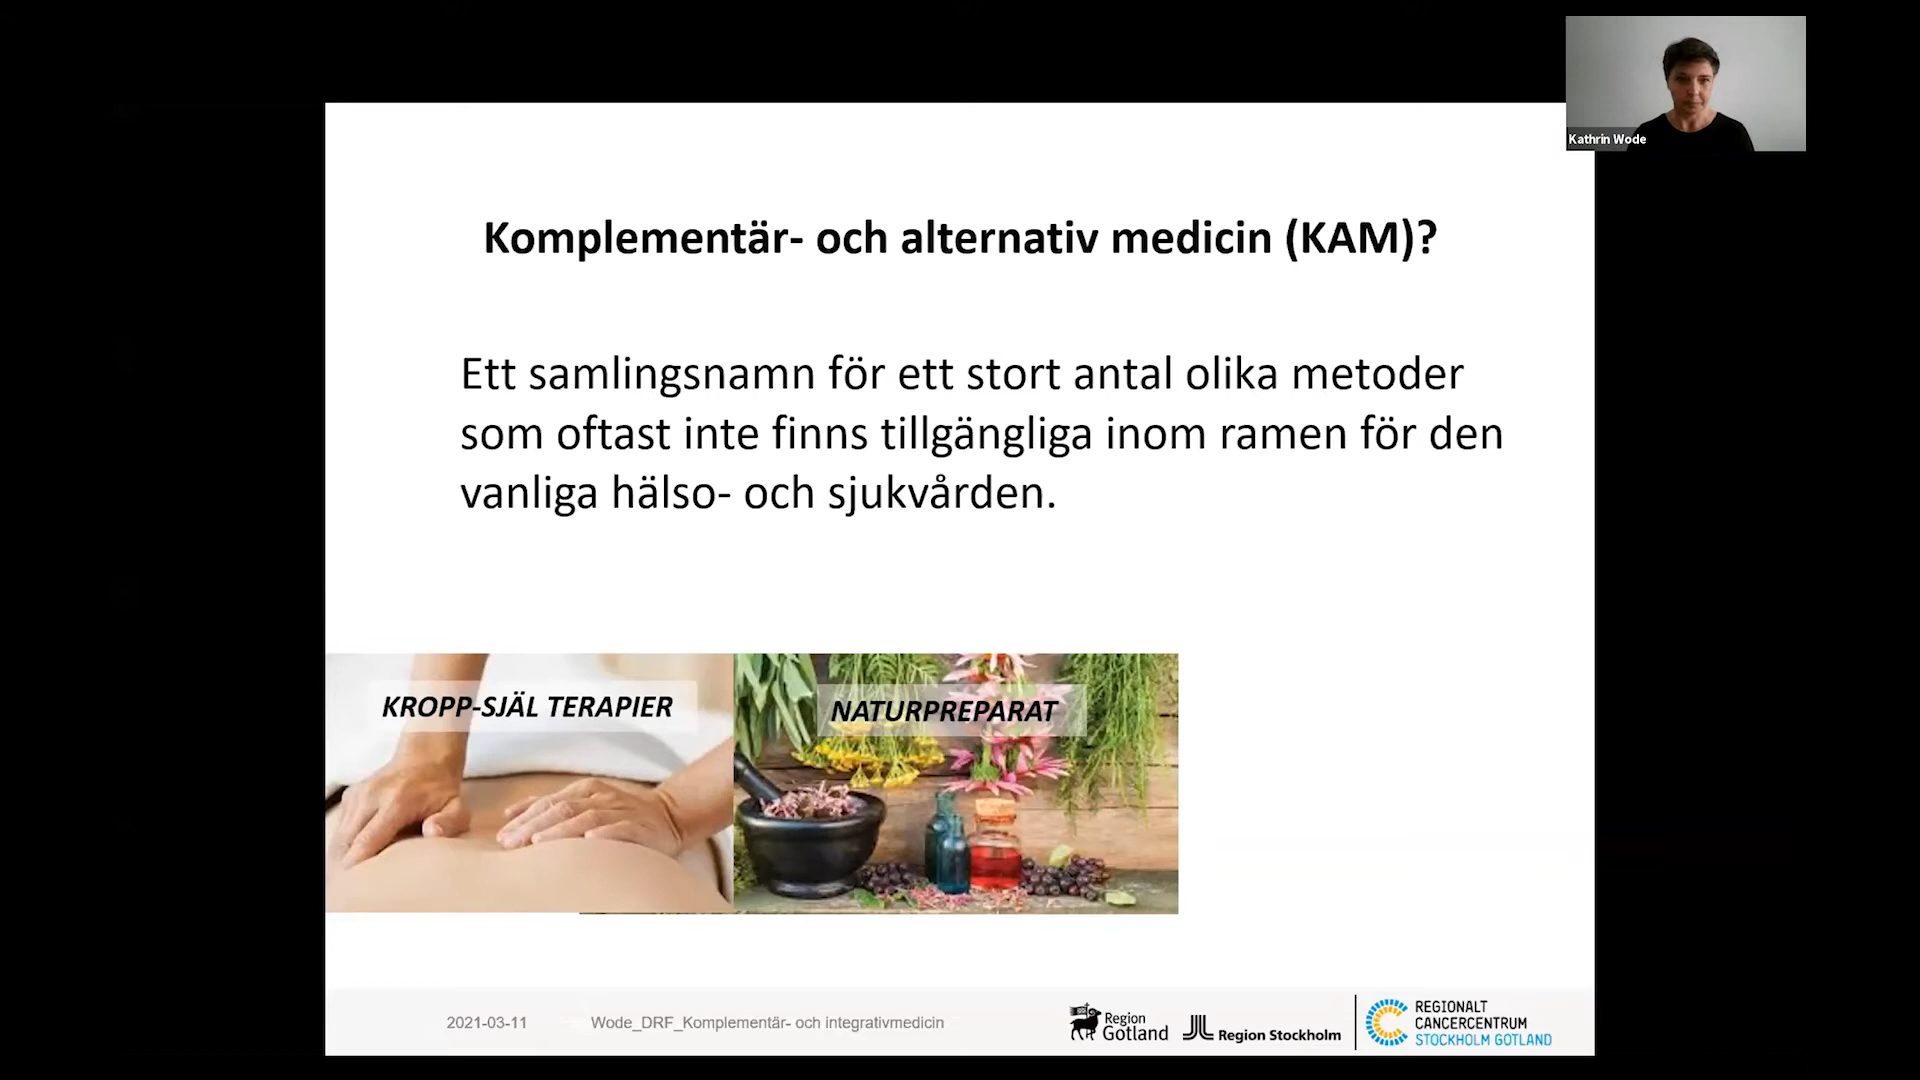 Kathrin Wode
Komplementär- och alternativ medicin (KAM)?
Ett samlingsnamn för ett stort antal olika metoder
som oftast inte finns tillgängliga inom ramen för den
vanliga hälso- och sjukvården.
KROPP-SJÄL TERAPIER
NATURPREPARAT
2021-03-11
Wode_DRF_Komplementär- och integrativmedicin
Region
Gotland
Region Stockholm
REGIONALT
CANCERCENTRUM
STOCKHOLM GOTLAND